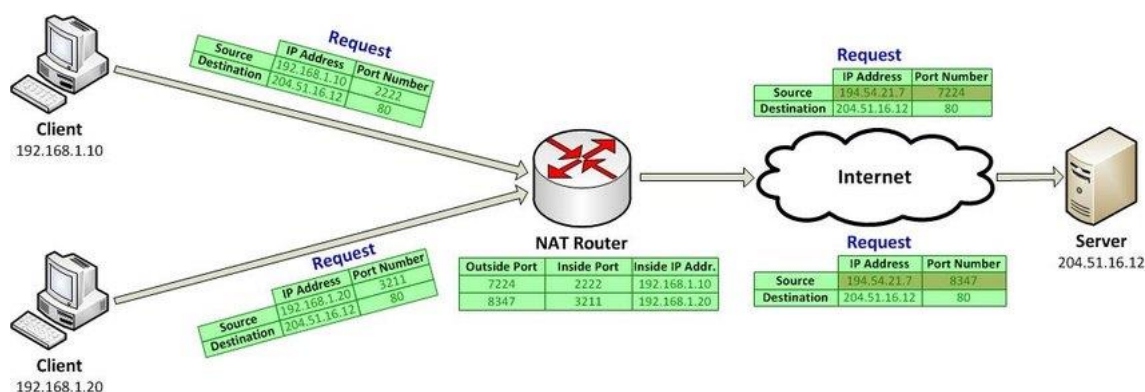 Request
IP Address Port Number
Source 192.168.1.10 2222
Destination 204.51.16.12 80
Client
192.168.1.10
Request
IP Address Port Number
Source 194.54.21.7 7224
Destination 204.51.16.12 80
Internet
NAT Router
Outside Port Inside Port Inside IP Addr.
7224 2222 192.168.1.10
8347 3211 192.168.1.20
Server
204.51.16.12
Request
IP Address Port Number
Source 192.168.1.20 3211
Destination 204.51.16.12 80
Request
IP Address Port Number
Source 194.54.21.7 8347
Destination 204.51.16.12 80
Client
192.168.1.20